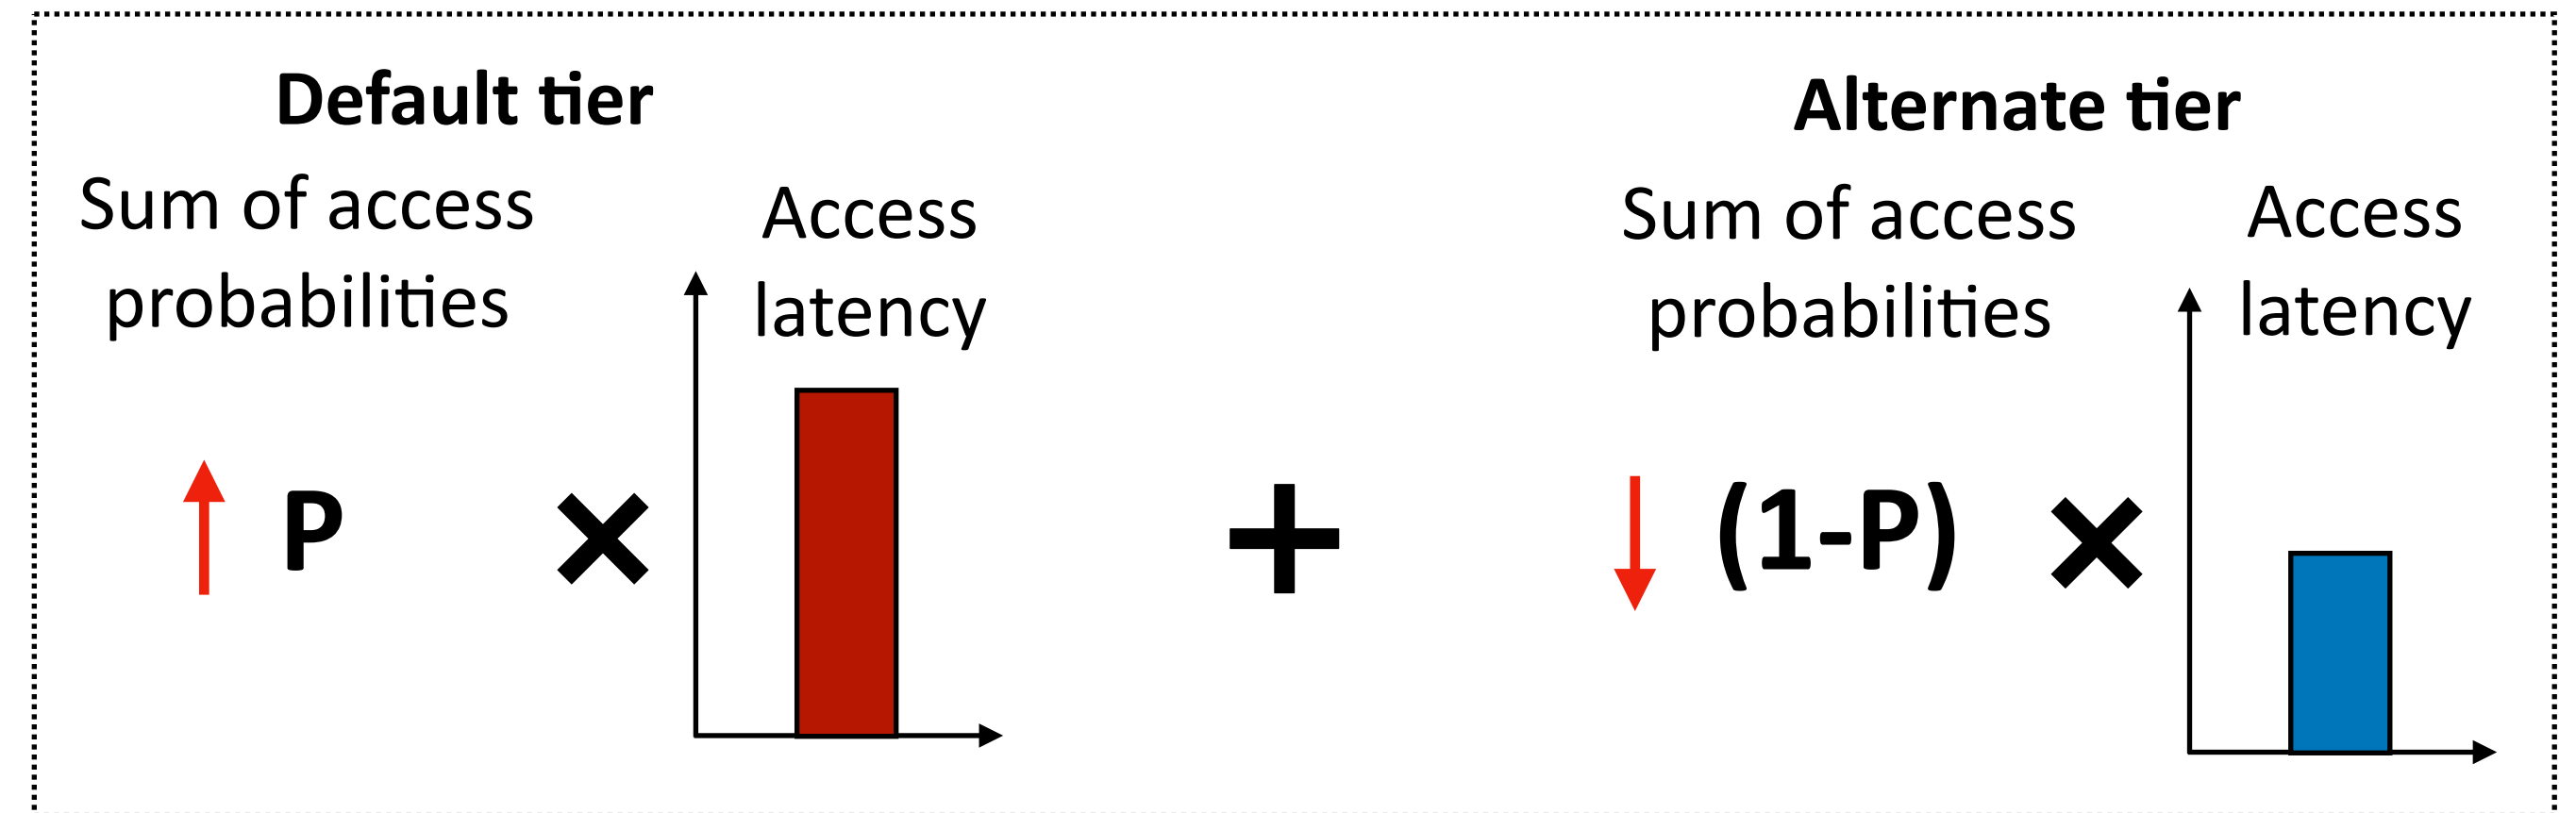 Default tier
Sum of access
probabilities
Access
latency
P
×
+
Alternate tier
Sum of access
probabilities
Access
latency
(1-P)
×